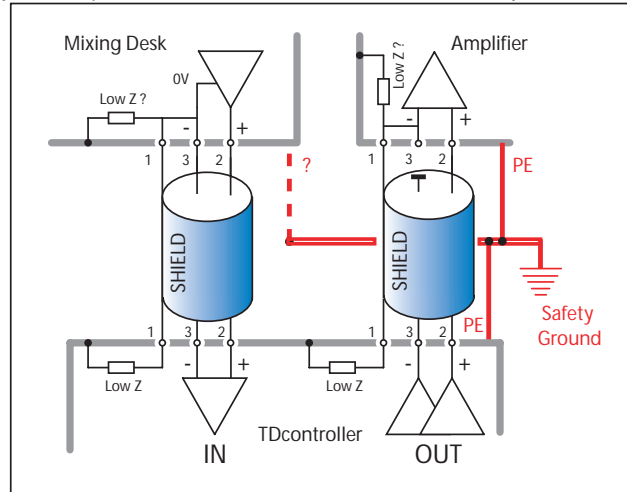 Mixing Desk
Amplifier
0V
Low Z ?
Low Z ?
- +
- +
1 3 2
1 3 2
?
PE
SHIELD
SHIELD
Safety
Ground
PE
1 3 2
1 3 2
- +
- +
Low Z
Low Z
TDcontroller
IN
OUT